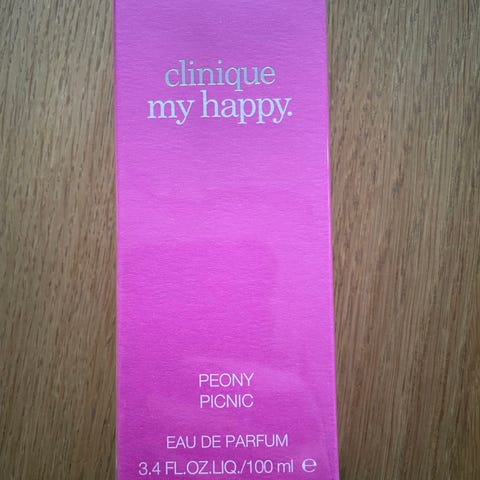 clinique
my happy.
PEONY
PICNIC
EAU DE PARFUM
3.4 FL.OZ.LIQ./100 ml ℮